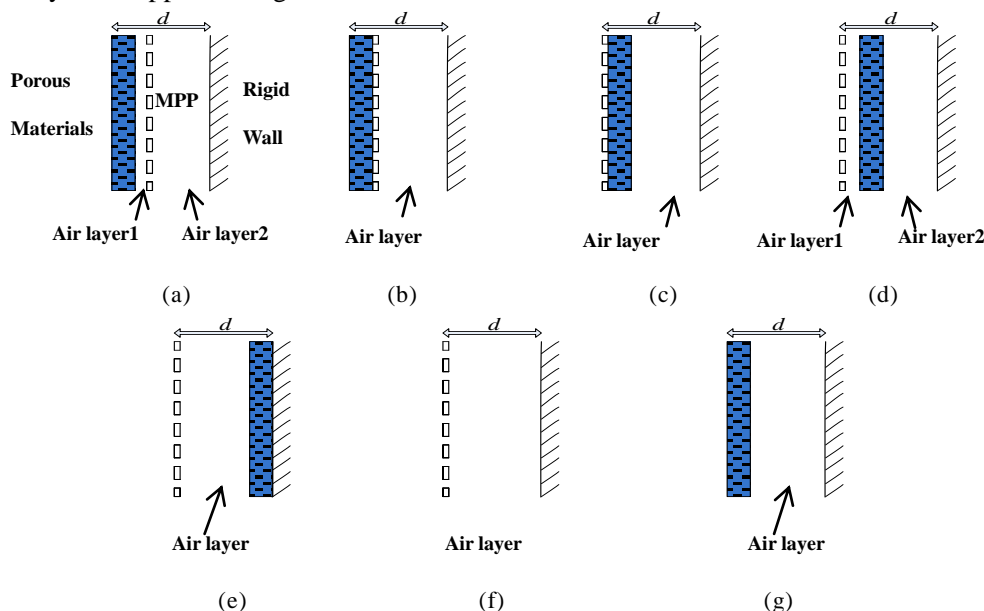 d d d d
Porous
MPP
Rigid
Materials
Wall
Air layer1 Air layer2 Air layer Air layer Air layer1 Air layer2
(a) (b) (c) (d)
d d d
Air layer Air layer Air layer
(e) (f) (g)